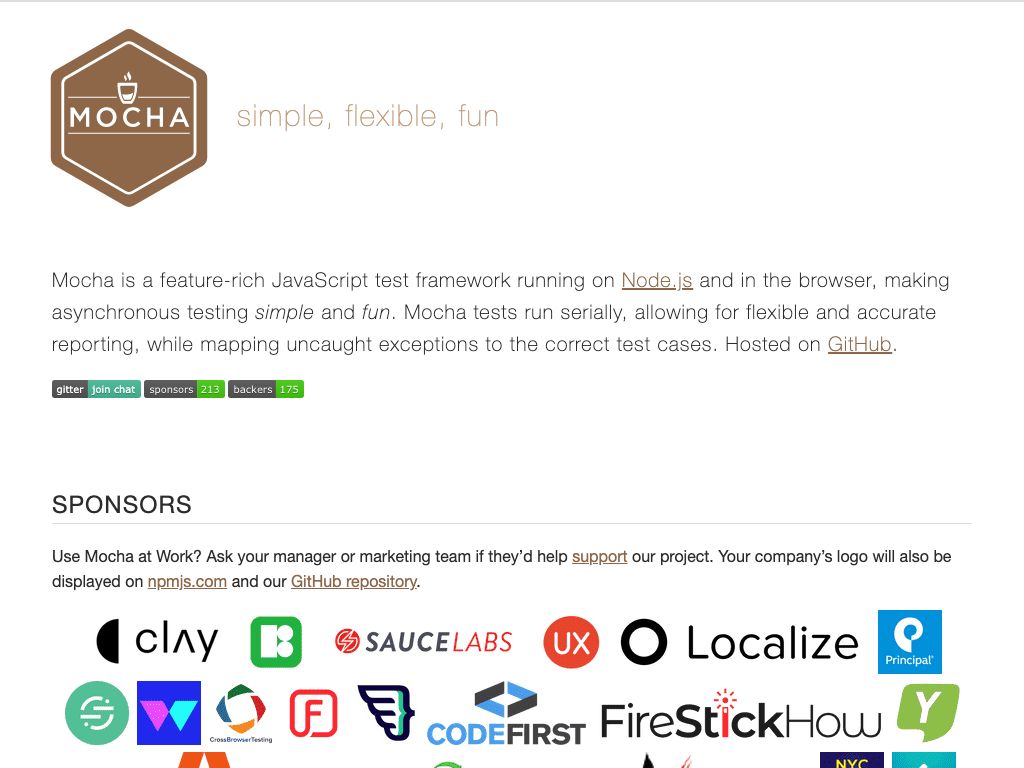 MOCHA
simple, flexible, fun
Mocha is a feature-rich JavaScript test framework running on Node.js and in the browser, making
asynchronous testing simple and fun. Mocha tests run serially, allowing for flexible and accurate
reporting, while mapping uncaught exceptions to the correct test cases. Hosted on GitHub.
gitter join chat sponsors 213 backers 175
SPONSORS
Use Mocha at Work? Ask your manager or marketing team if they’d help support our project. Your company’s logo will also be
displayed on npmjs.com and our GitHub repository.
clay SAUCELABS UX Localize Principal®
CrossBrowserTesting F CODEFIRST FireStickHow Y
NYC